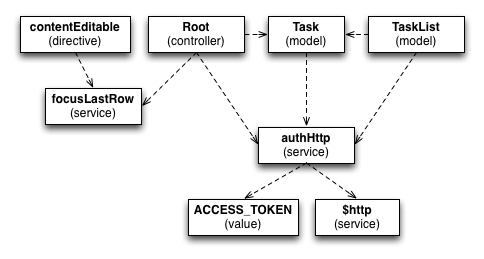 contentEditable
(directive)
Root
(controller)
Task
(model)
TaskList
(model)
focusLastRow
(service)
authHttp
(service)
ACCESS_TOKEN
(value)
$http
(service)